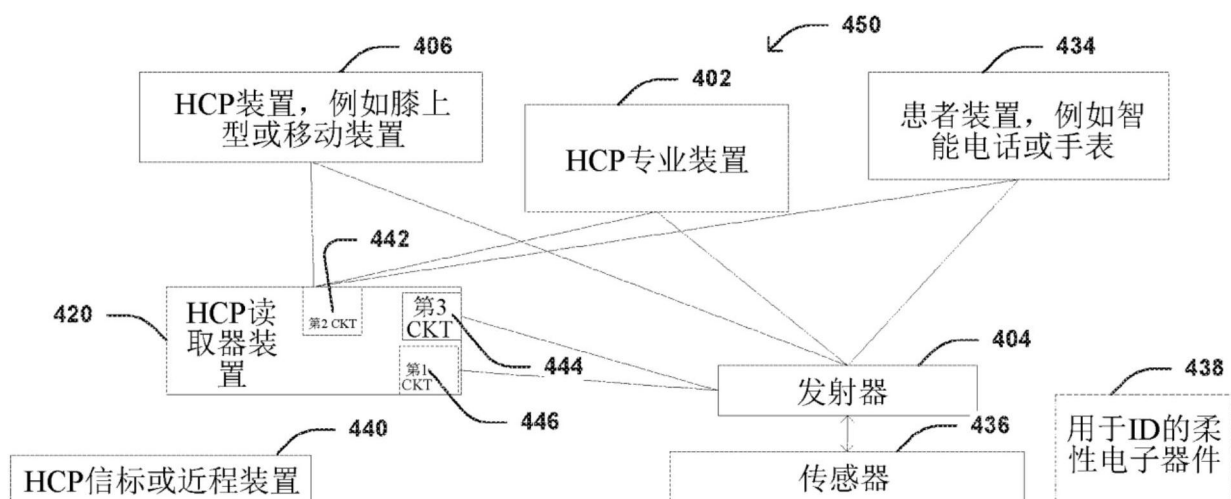 450
406
402
434
HCP装置，例如膝上
型或移动装置
HCP专业装置
患者装置，例如智
能电话或手表
442
420
HCP读
取器装
置
第2 CKT
第3
CKT
444
第1
CKT
446
404
发射器
438
用于ID的柔
性电子器件
440
HCP信标或近程装置
436
传感器